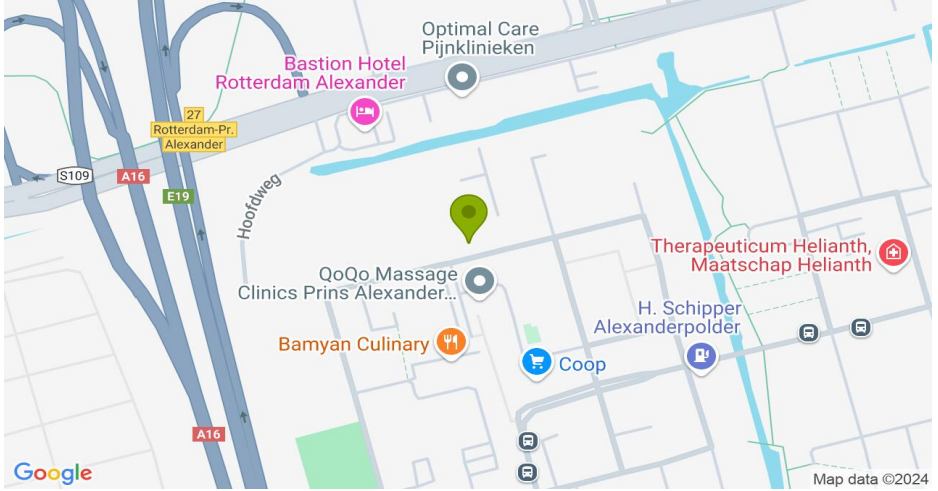 Optimal Care
Pijnklinieken
Bastion Hotel
Rotterdam Alexander
27
Rotterdam-Pr.
Alexander
S109
A16
E19
Hoofdweg
Therapeuticum Helianth,
Maatschap Helianth
QoQo Massage
Clinics Prins Alexander...
H. Schipper
Alexanderpolder
Bamyan Culinary
Coop
A16
Google
Map data ©2024